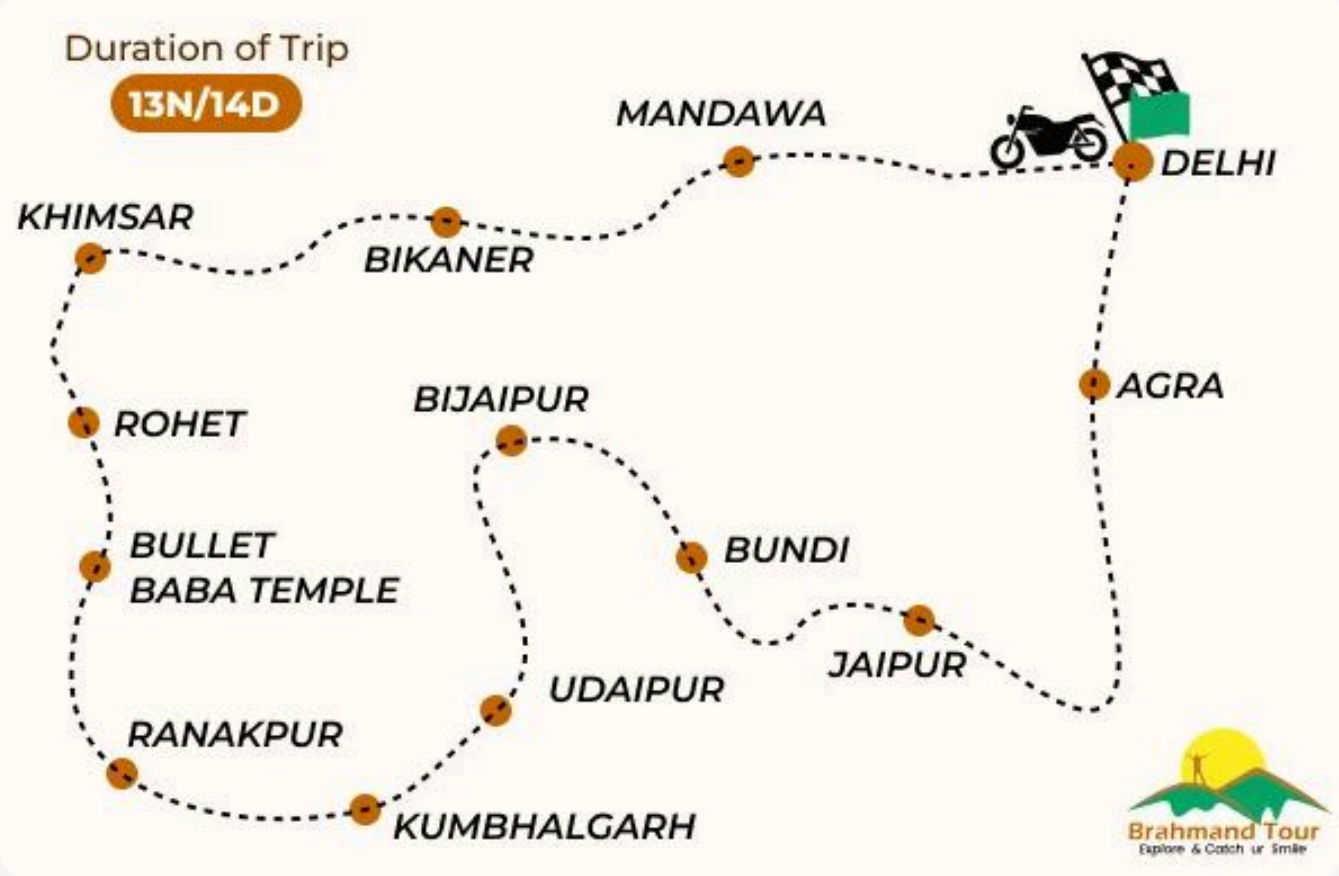 Duration of Trip
13N/14D
MANDAWA
DELHI
KHIMSAR
BIKANER
AGRA
BIJAIPUR
ROHET
BULLET
BABA TEMPLE
BUNDI
JAIPUR
UDAIPUR
RANAKPUR
KUMBHALGARH
Brahmand Tour
Explore & Catch ur Smile